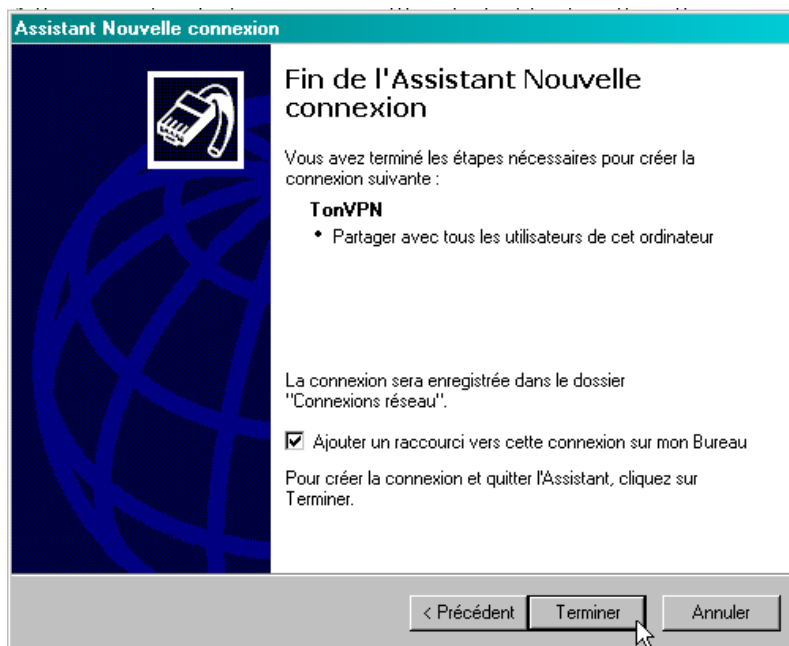 Assistant Nouvelle connexion
Fin de l'Assistant Nouvelle
connexion
Vous avez terminé les étapes nécessaires pour créer la
connexion suivante :
TonVPN
• Partager avec tous les utilisateurs de cet ordinateur
La connexion sera enregistrée dans le dossier
"Connexions réseau".
Ajouter un raccourci vers cette connexion sur mon Bureau
Pour créer la connexion et quitter l'Assistant, cliquez sur
Terminer.
< Précédent Terminer Annuler